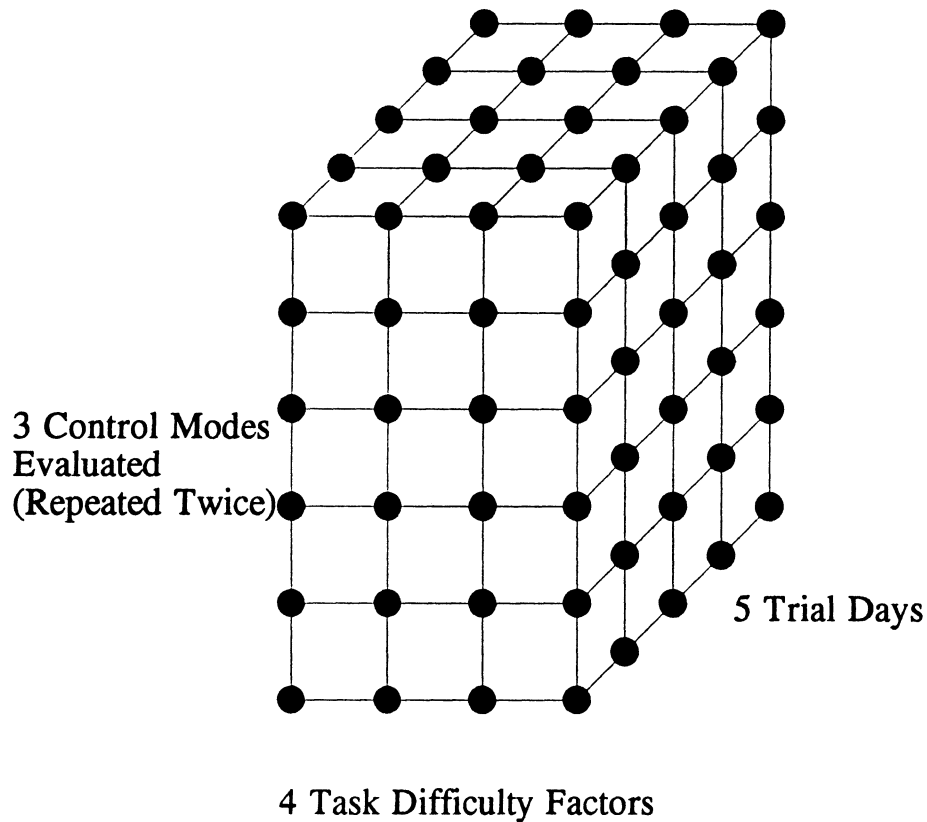 3 Control Modes
Evaluated
(Repeated Twice)
5 Trial Days
4 Task Difficulty Factors